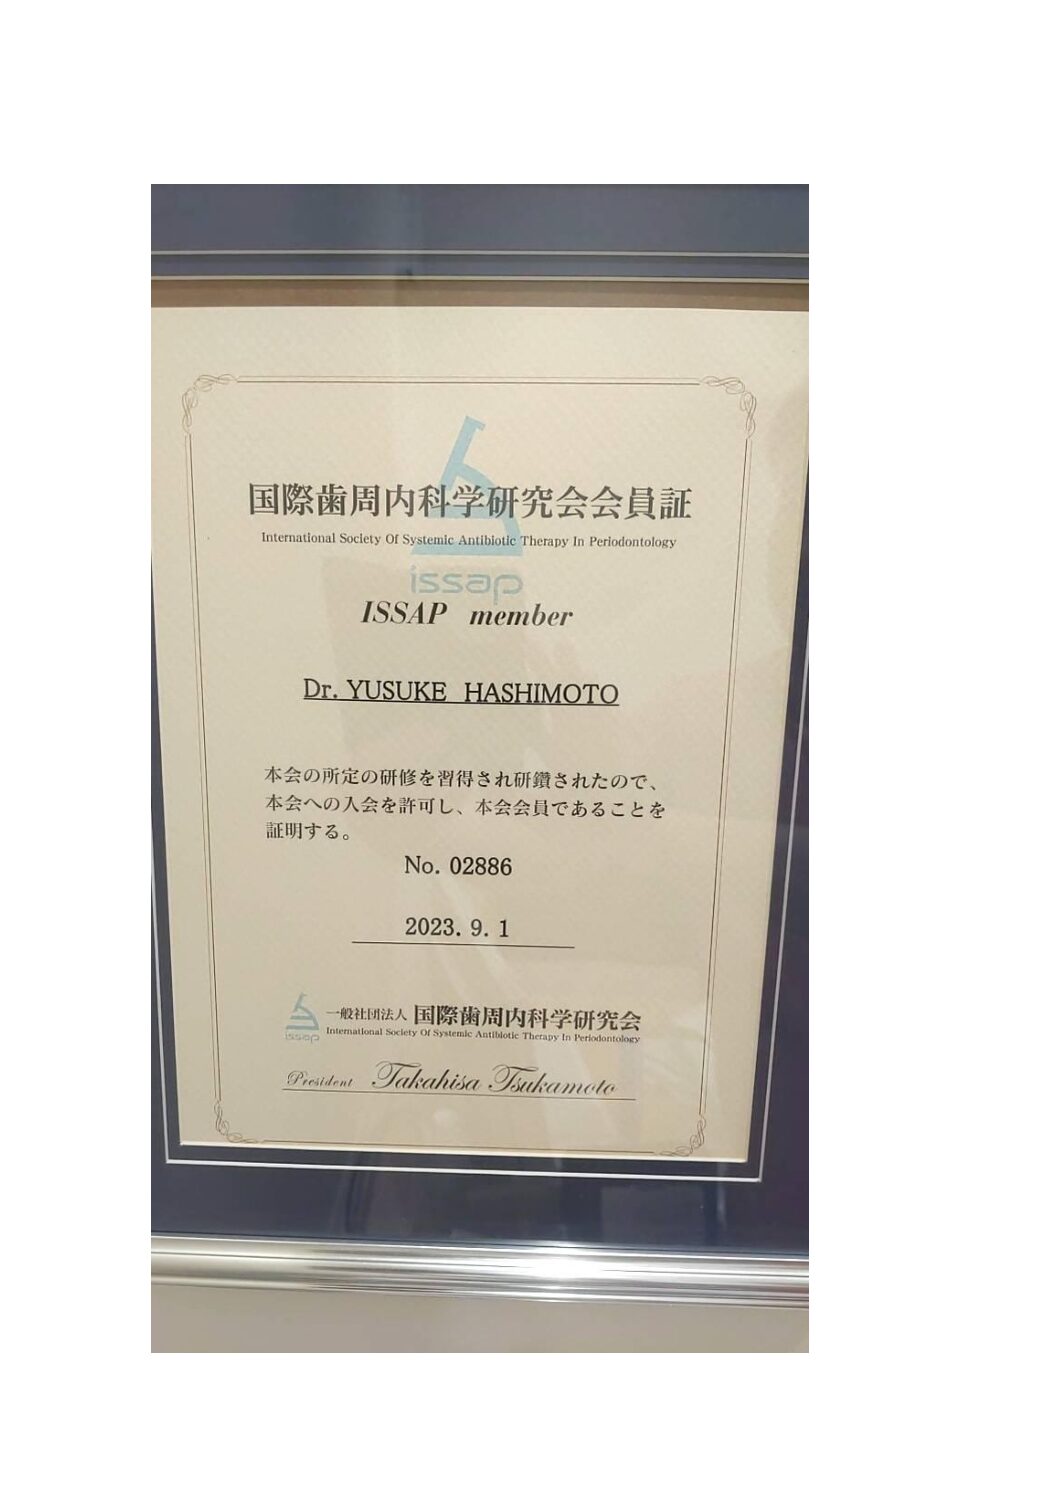 国際歯周内科学研究会会員証
International Society Of Systemic Antibiotic Therapy In Periodontology
issap
ISSAP member
Dr. YUSUKE HASHIMOTO
本会の所定の研修を習得され研鑽されたので、
本会への入会を許可し、本会会員であることを
証明する。
No. 02886
2023. 9. 1
一般社団法人 国際歯周内科学研究会
International Society Of Systemic Antibiotic Therapy In Periodontology
issap
President Takahisa Tsukamoto